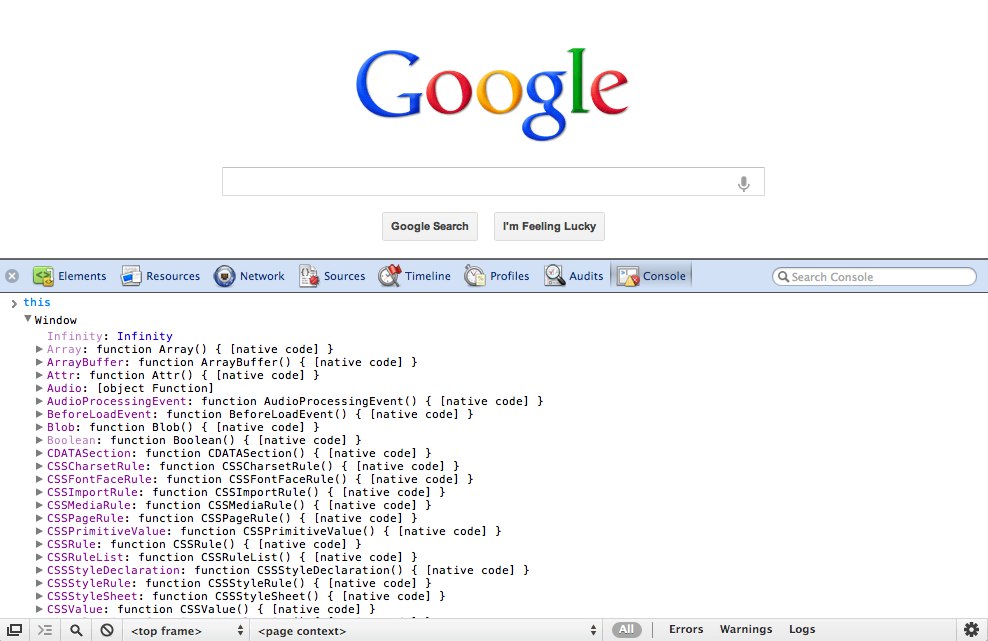 Google
Google Search I'm Feeling Lucky
Elements Resources Network Sources Timeline Profiles Audits Console Search Console
this
Window
Infinity: Infinity
Array: function Array() { [native code] }
ArrayBuffer: function ArrayBuffer() { [native code] }
Attr: function Attr() { [native code] }
Audio: [object Function]
AudioProcessingEvent: function AudioProcessingEvent() { [native code] }
BeforeLoadEvent: function BeforeLoadEvent() { [native code] }
Blob: function Blob() { [native code] }
Boolean: function Boolean() { [native code] }
CDATASection: function CDATASection() { [native code] }
CSSCharsetRule: function CSSCharsetRule() { [native code] }
CSSFontFaceRule: function CSSFontFaceRule() { [native code] }
CSSImportRule: function CSSImportRule() { [native code] }
CSSMediaRule: function CSSMediaRule() { [native code] }
CSSPageRule: function CSSPageRule() { [native code] }
CSSPrimitiveValue: function CSSPrimitiveValue() { [native code] }
CSSRule: function CSSRule() { [native code] }
CSSRuleList: function CSSRuleList() { [native code] }
CSSStyleDeclaration: function CSSStyleDeclaration() { [native code] }
CSSStyleRule: function CSSStyleRule() { [native code] }
CSSStyleSheet: function CSSStyleSheet() { [native code] }
CSSValue: function CSSValue() { [native code] }
<top frame> <page context> All Errors Warnings Logs